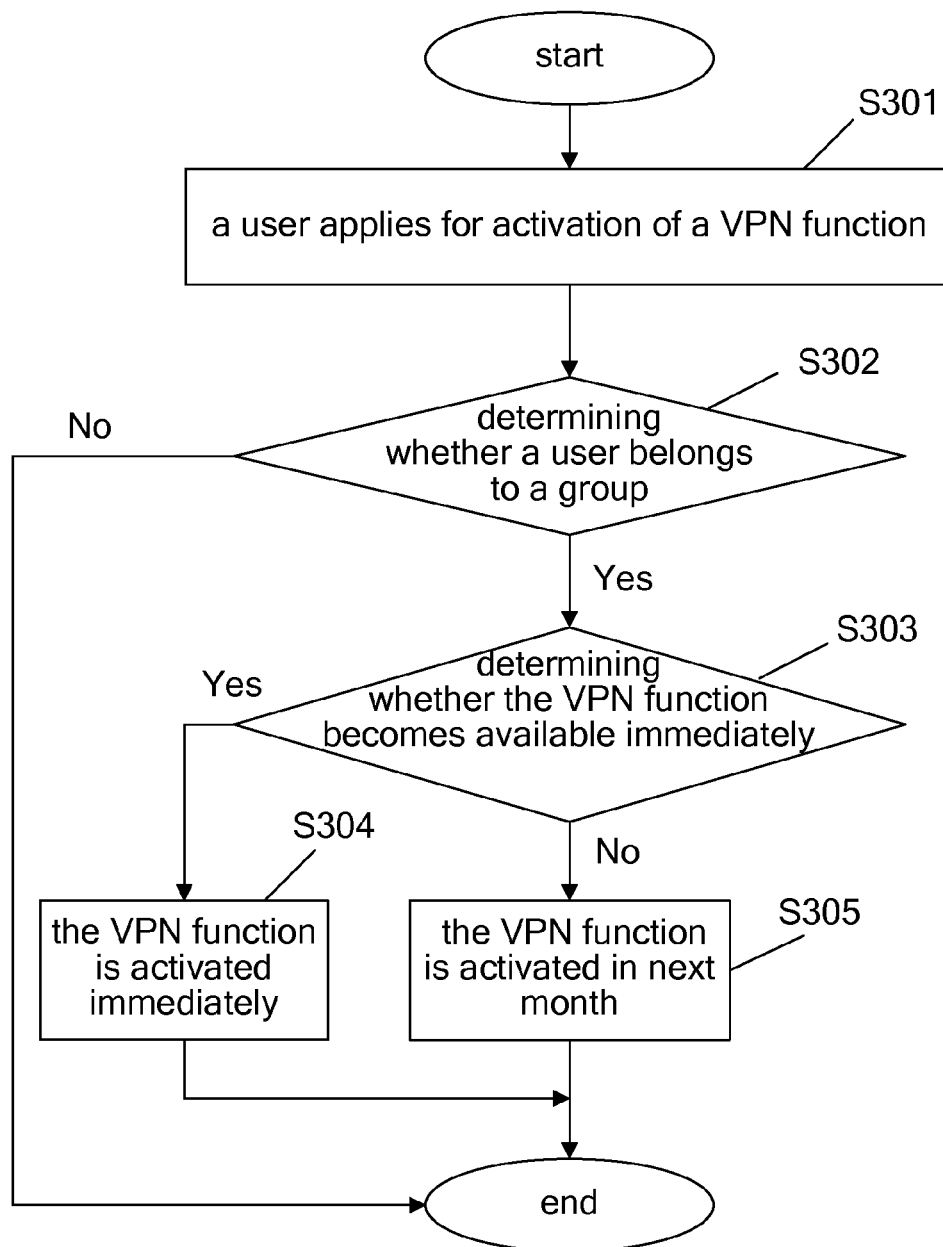 start
S301
a user applies for activation of a VPN function
S302
No
determining
whether a user belongs
to a group
Yes
S303
determining
whether the VPN function
becomes available immediately
Yes
S304
No
the VPN function
is activated
immediately
S305
the VPN function
is activated in next
month
end